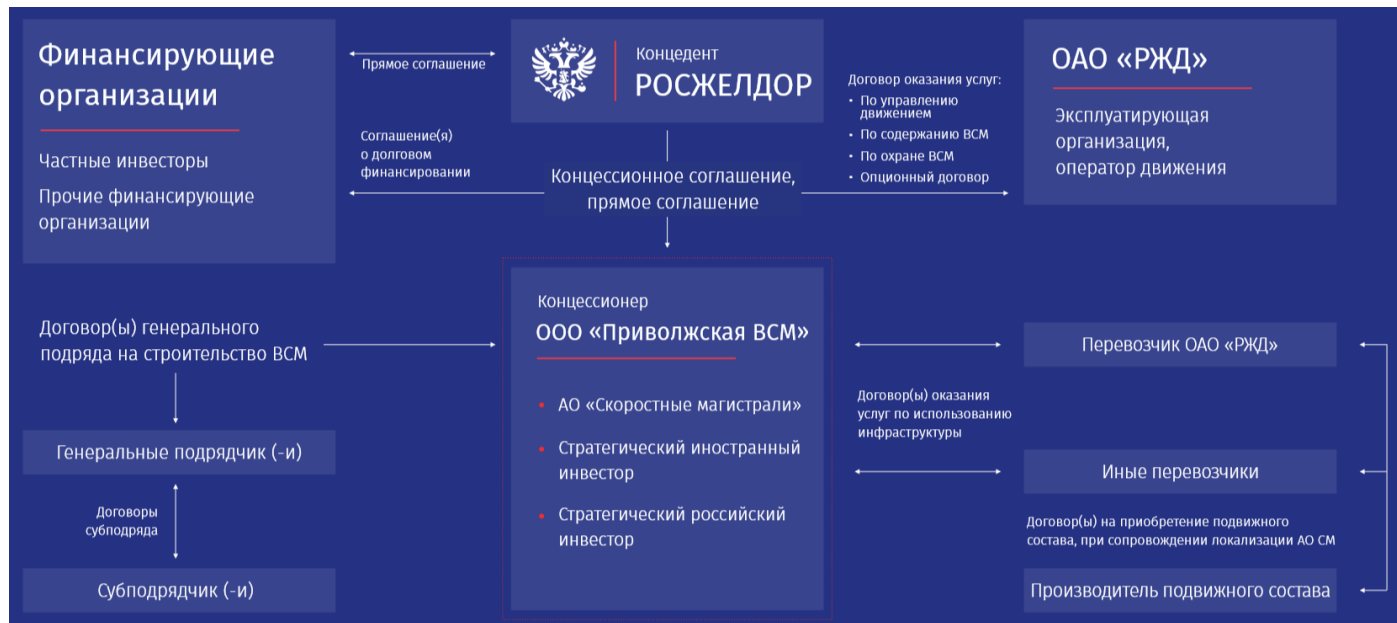 Финансирующие
организации
Частные инвесторы
Прочие финансирующие
организации
Прямое соглашение
Соглашение(я)
о долговом
финансировании
Концедент
РОСЖЕЛДОР
Концессионное соглашение,
прямое соглашение
Договор оказания услуг:
• По управлению
движением
• По содержанию ВСМ
• По охране ВСМ
• Опционный договор
ОАО «РЖД»
Эксплуатирующая
организация,
оператор движения
Договор(ы) генерального
подряда на строительство ВСМ
Генеральные подрядчик (-и)
Договоры
субподряда
Субподрядчик (-и)
Концессионер
ООО «Приволжская ВСМ»
• АО «Скоростные магистрали»
• Стратегический иностранный
инвестор
• Стратегический российский
инвестор
Договор(ы) оказания
услуг по использованию
инфраструктуры
Перевозчик ОАО «РЖД»
Иные перевозчики
Договор(ы) на приобретение подвижного
состава, при сопровождении локализации АО СМ
Производитель подвижного состава